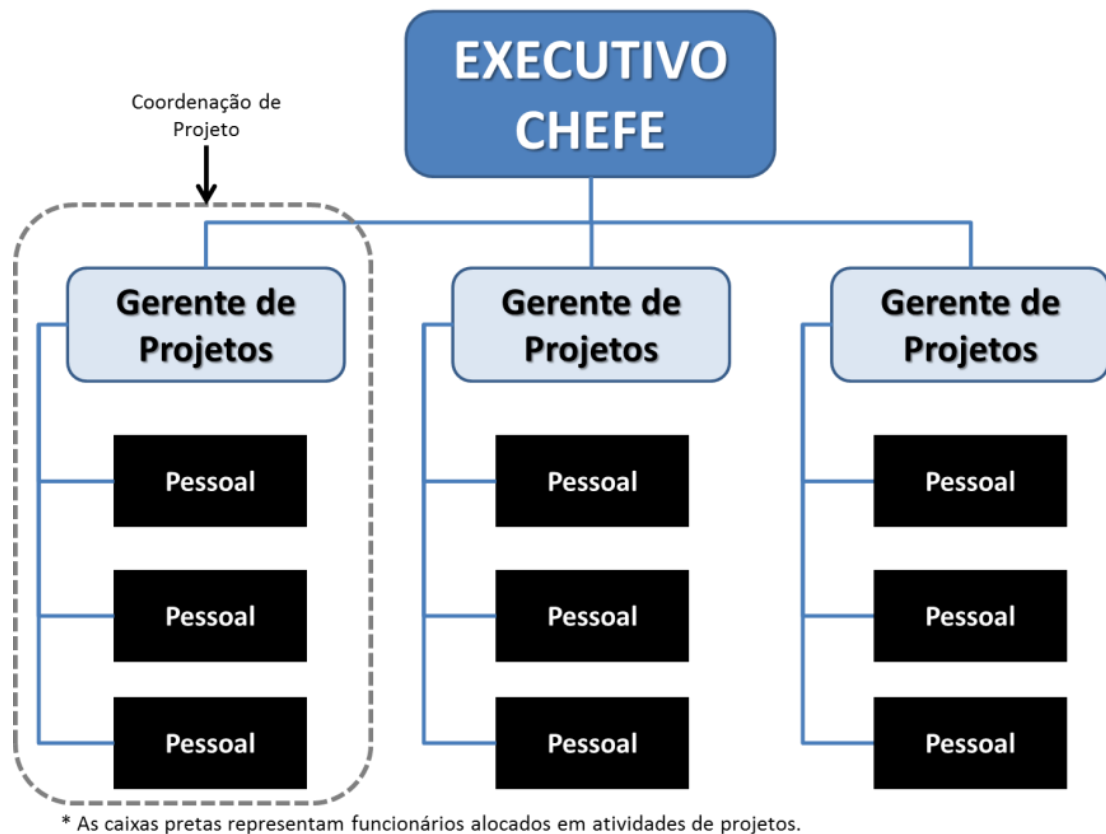 EXECUTIVO
CHEFE
Coordenação de
Projeto
Gerente de
Projetos
Pessoal
Pessoal
Pessoal
Gerente de
Projetos
Pessoal
Pessoal
Pessoal
Gerente de
Projetos
Pessoal
Pessoal
Pessoal
* As caixas pretas representam funcionários alocados em atividades de projetos.